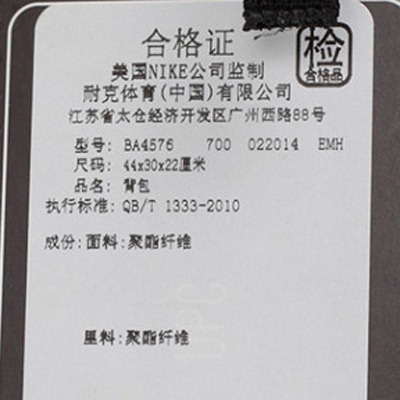 合格证
检
合格品
美国NIKE公司监制
耐克体育(中国)有限公司
江苏省太仓经济开发区广州西路88号
型号: BA4576 700 022014 EMH
尺码: 44x30x22厘米
品名: 背包
执行标准: QB/T 1333-2010
成份: 面料: 聚酯纤维
里料: 聚酯纤维
UPC